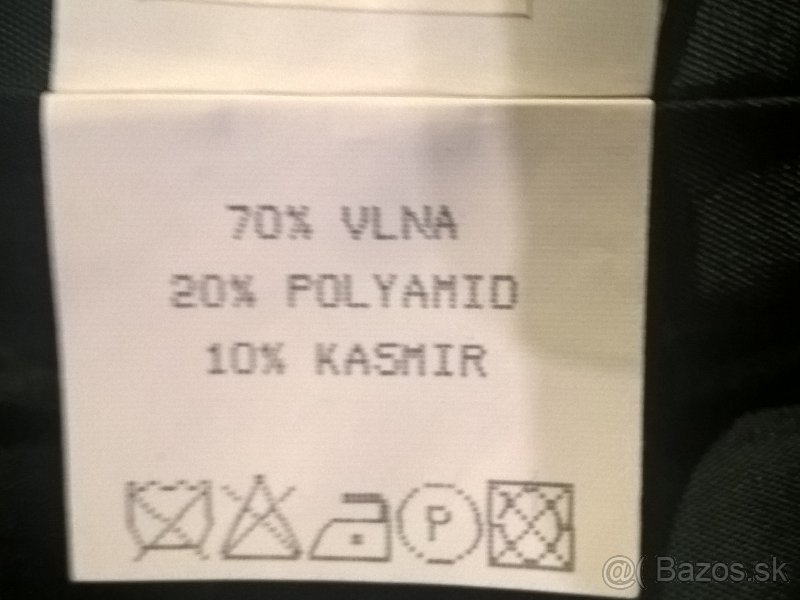 70% VLNA
20% POLYAMID
10% KASMIR
P
@( Bazos.sk